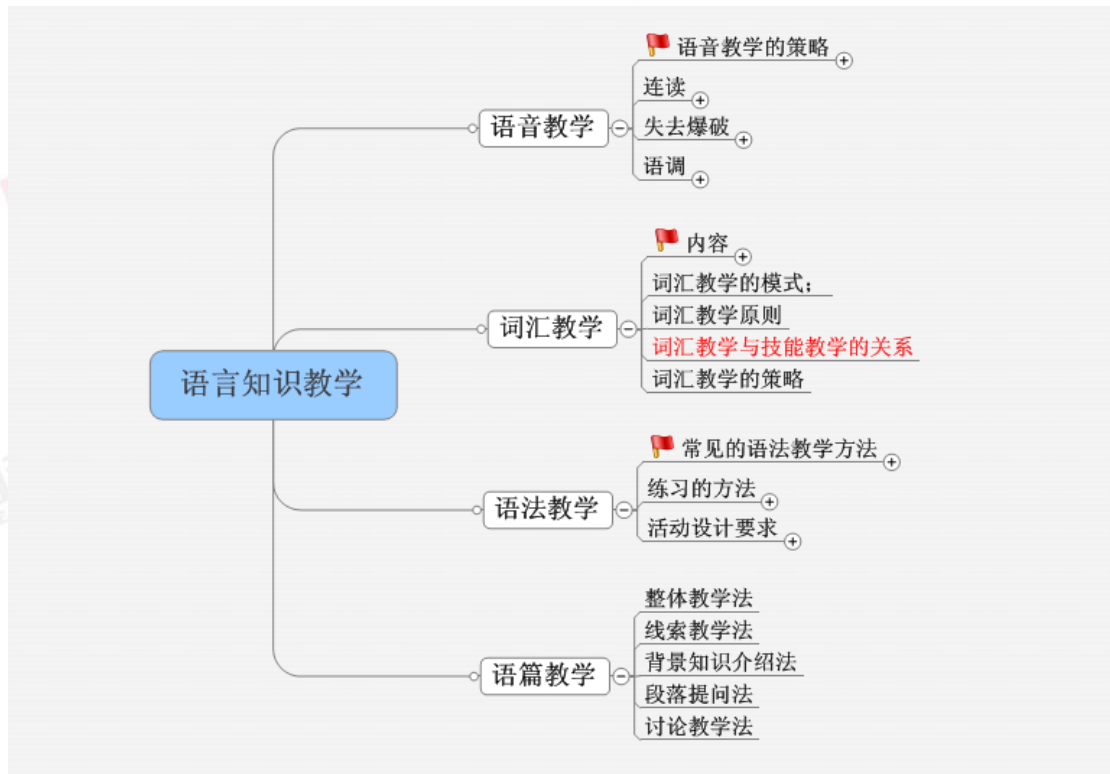 语言知识教学
语音教学
语音教学的策略
连读
失去爆破
语调
词汇教学
内容
词汇教学的模式；
词汇教学原则
词汇教学与技能教学的关系
词汇教学的策略
语法教学
常见的语法教学方法
练习的方法
活动设计要求
语篇教学
整体教学法
线索教学法
背景知识介绍法
段落提问法
讨论教学法